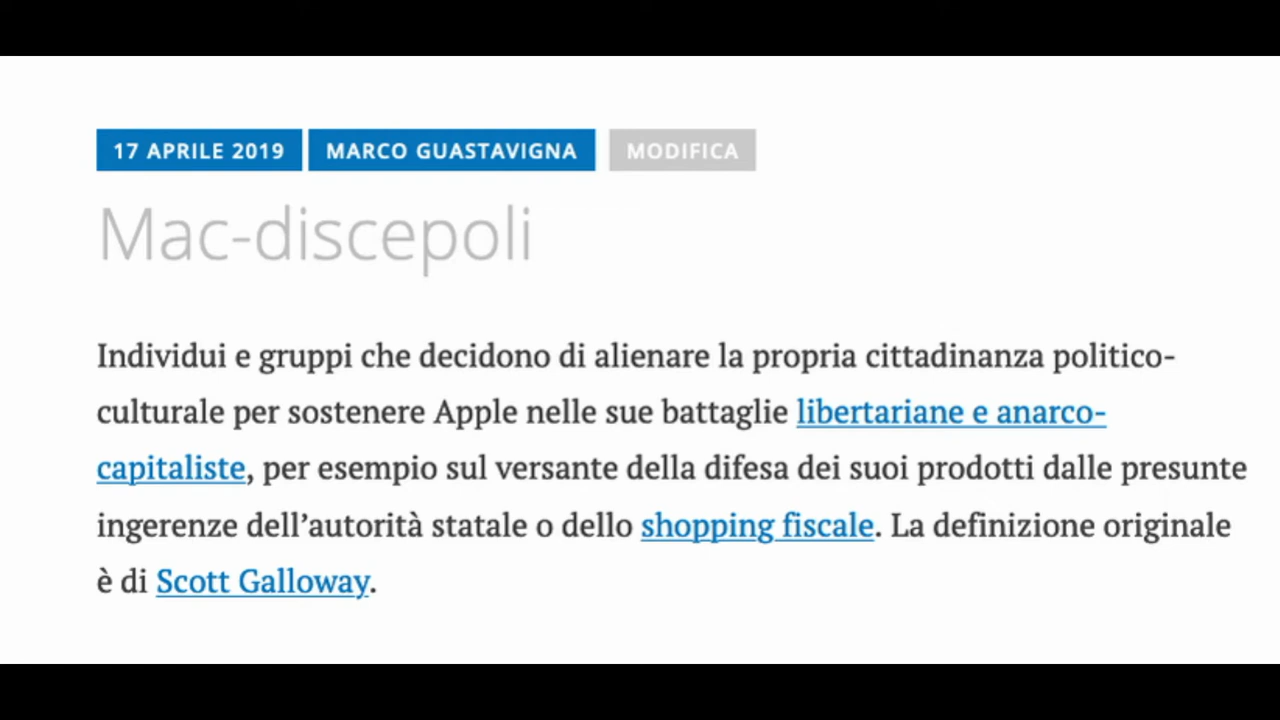 17 APRILE 2019 MARCO GUASTAVIGNA MODIFICA
Mac-discepoli
Individui e gruppi che decidono di alienare la propria cittadinanza politico-
culturale per sostenere Apple nelle sue battaglie libertariane e anarco-
capitaliste, per esempio sul versante della difesa dei suoi prodotti dalle presunte
ingerenze dell’autorità statale o dello shopping fiscale. La definizione originale
è di Scott Galloway.